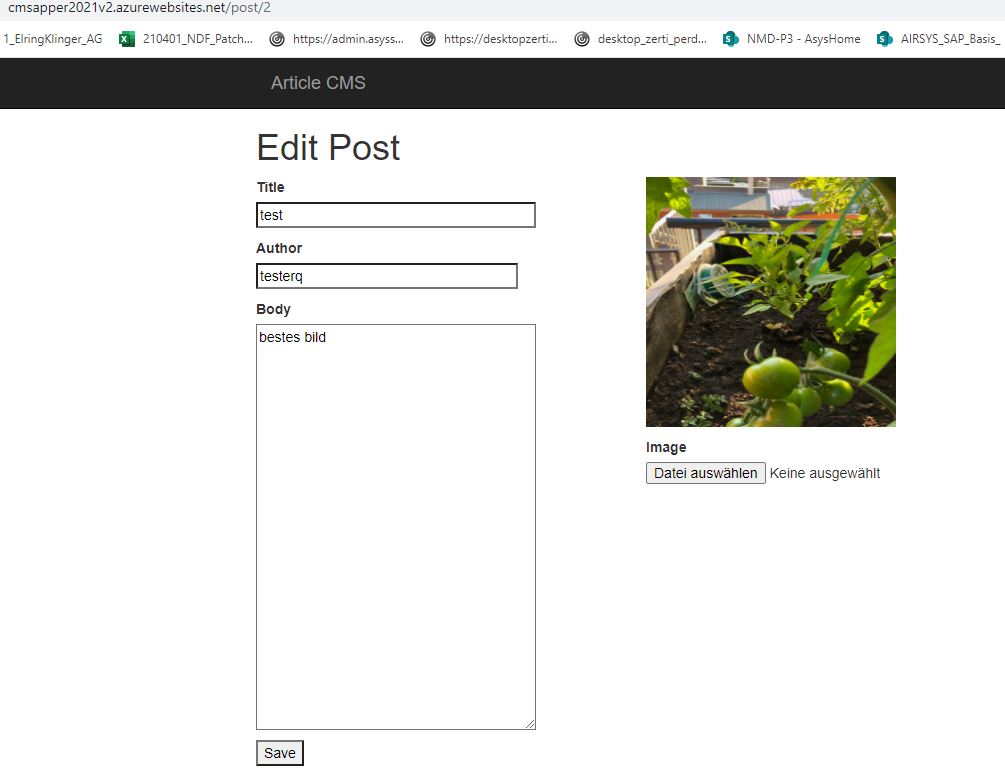 cmsapper2021v2.azurewebsites.net/post/2
1_ElringKlinger_AG 210401_NDF_Patch... https://admin.asyss... https://desktopzerti... desktop_zerti_perd... NMD-P3 - AsysHome AIRSYS_SAP_Basis_
Article CMS
Edit Post
Title
test
Author
testerq
Body
bestes bild
Image
Datei auswählen Keine ausgewählt
Save